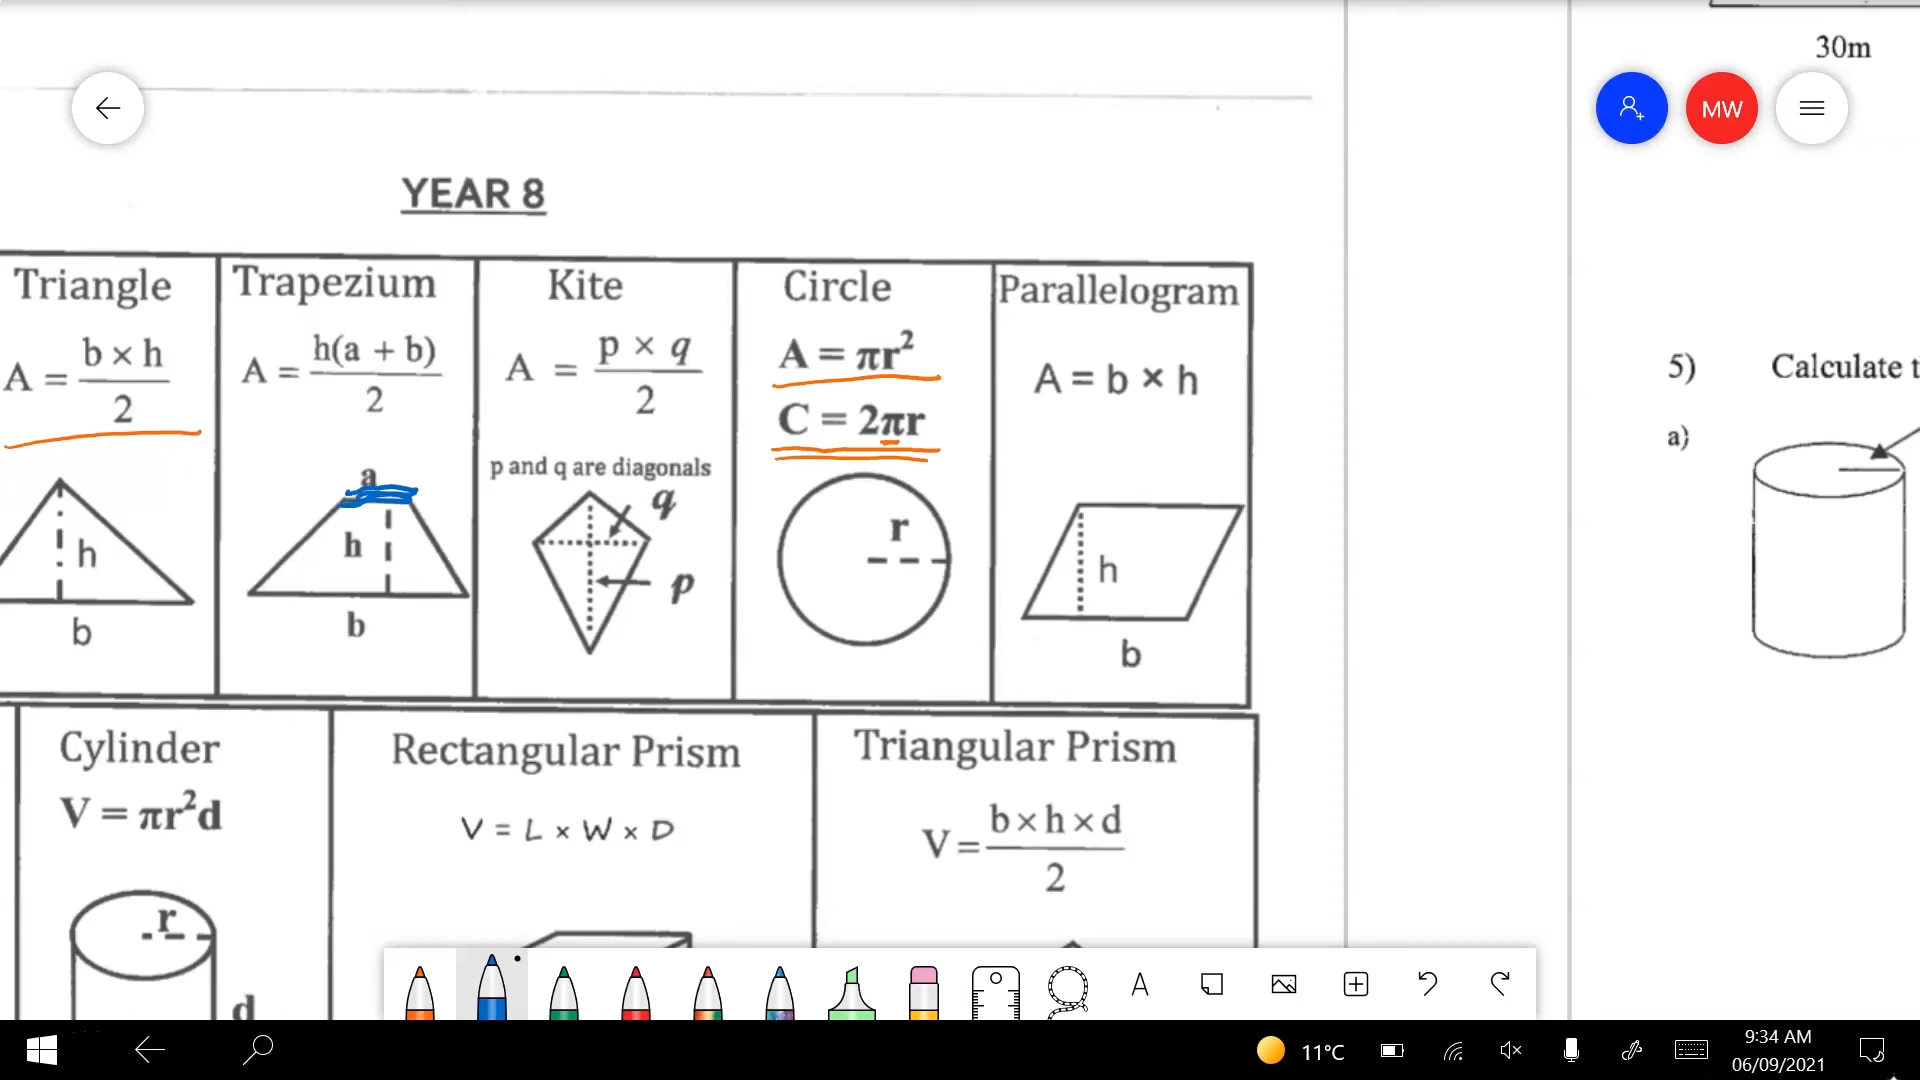 30m
MW
YEAR 8
Triangle
A = b × h / 2
h
b
Trapezium
A = h(a + b) / 2
a
h
b
Kite
A = p × q / 2
p and q are diagonals
q
p
Circle
A = πr²
C = 2πr
r
Parallelogram
A = b × h
h
b
5) Calculate t
a)
Cylinder
V = πr²d
r
d
Rectangular Prism
V = L × W × D
Triangular Prism
V = b × h × d / 2
A
11°C
9:34 AM
06/09/2021